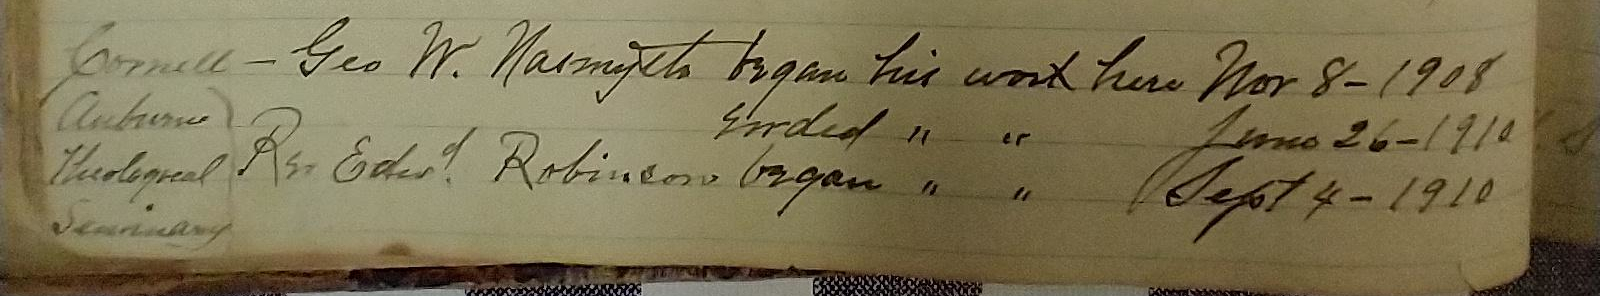 Cornell – Geo W. Nasmyth began his work here Nov 8 – 1908
Auburn ended " " June 26 – 1910
Theological Rev Edwd. Robinson began " " Sept 4 – 1910
Seminary